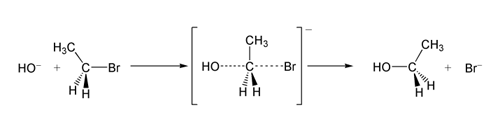 HO⁻ + H₃C C Br H H
HO C Br CH₃ H H ⁻
HO C CH₃ H H + Br⁻